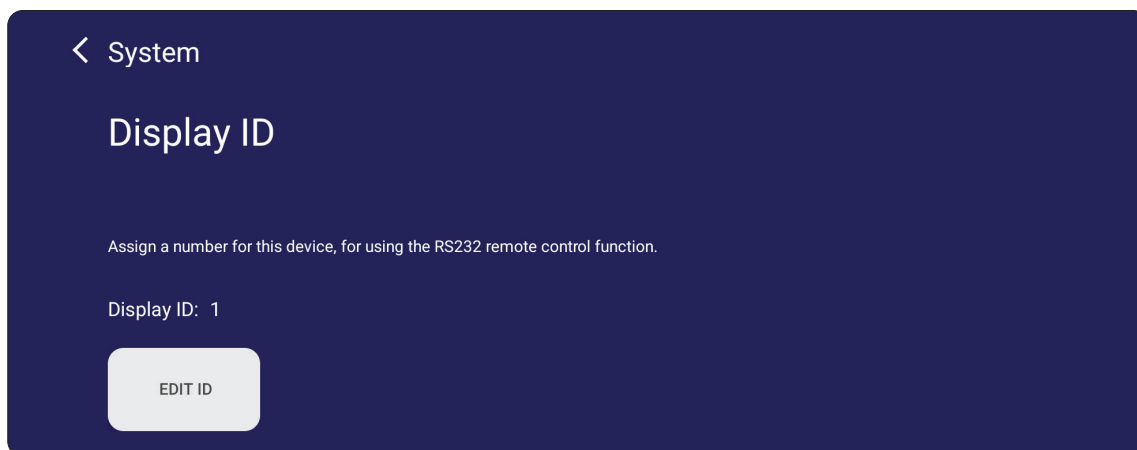 System
Display ID
Assign a number for this device, for using the RS232 remote control function.
Display ID: 1
EDIT ID